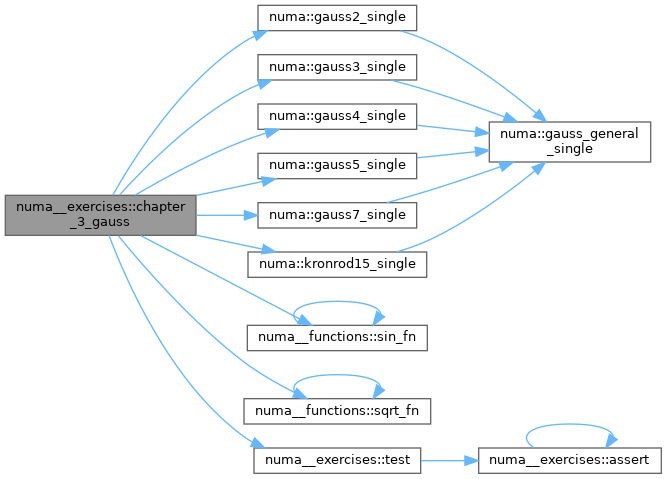 numa::gauss2_single
numa::gauss3_single
numa::gauss4_single
numa::gauss_general
_single
numa::gauss5_single
numa__exercises::chapter
_3_gauss
numa::gauss7_single
numa::kronrod15_single
numa__functions::sin_fn
numa__functions::sqrt_fn
numa__exercises::test
numa__exercises::assert